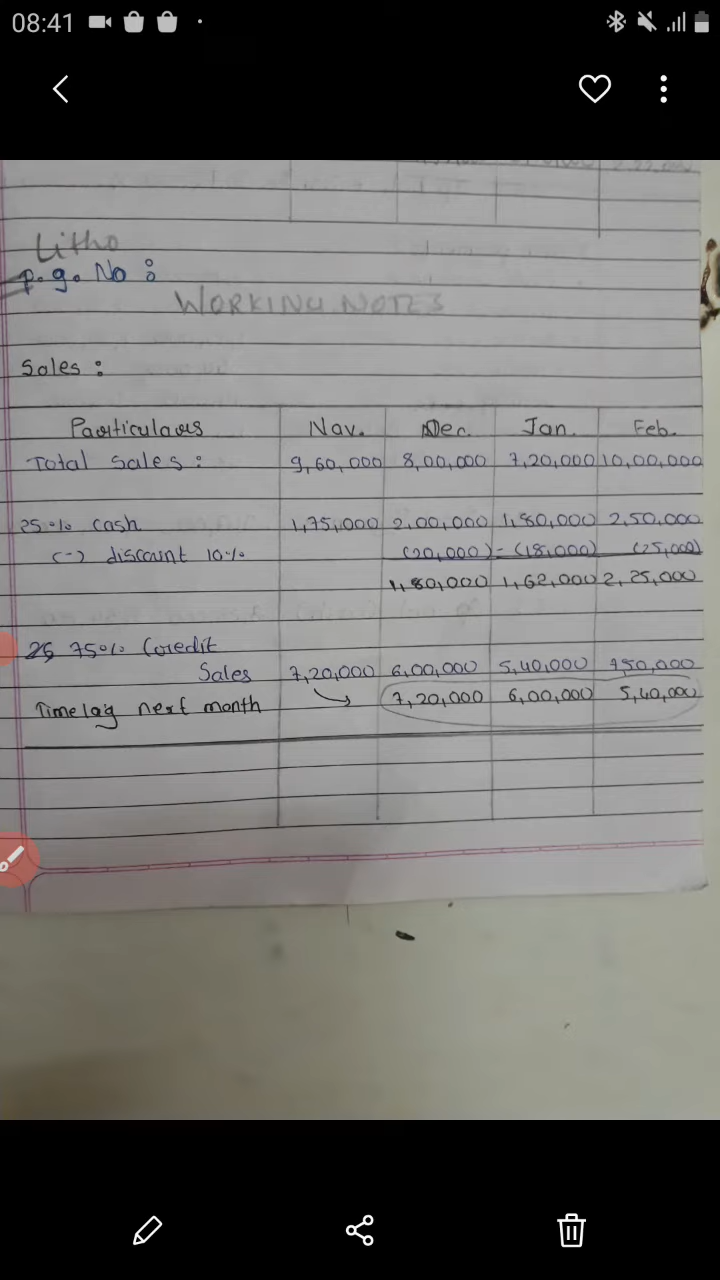 08:41
Litho
p.g. No :
WORKING NOTES
Sales :
Particulars Nov. Dec. Jan. Feb.
Total Sales : 9,60,000 8,00,000 7,20,000 10,00,000
25% cash 1,75,000 2,00,000 1,80,000 2,50,000
(-) discount 10% (20,000) - (18,000) (25,000)
1,80,000 1,62,000 2,25,000
75% Credit
Sales 7,20,000 6,00,000 5,40,000 750,000
Timelag next month 7,20,000 6,00,000 5,40,000